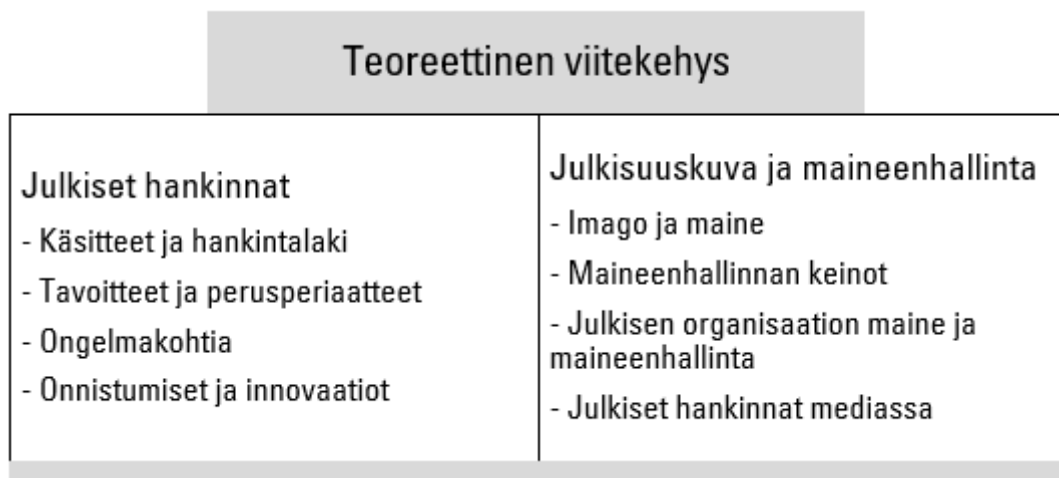 Teoreettinen viitekehys
Julkiset hankinnat
- Käsitteet ja hankintalaki
- Tavoitteet ja perusperiaatteet
- Ongelmakohtia
- Onnistumiset ja innovaatiot
Julkisuuskuva ja maineenhallinta
- Imago ja maine
- Maineenhallinnan keinot
- Julkisen organisaation maine ja
maineenhallinta
- Julkiset hankinnat mediassa